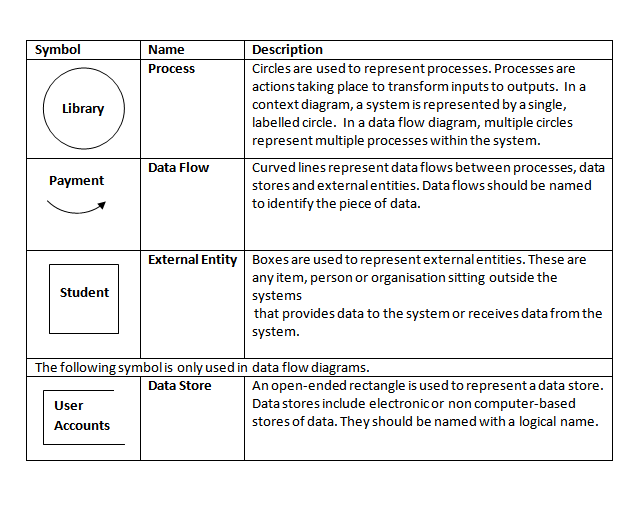 Symbol Name Description
Library
Process
Circles are used to represent processes. Processes are
actions taking place to transform inputs to outputs. In a
context diagram, a system is represented by a single,
labelled circle. In a data flow diagram, multiple circles
represent multiple processes within the system.
Payment
Data Flow
Curved lines represent data flows between processes, data
stores and external entities. Data flows should be named
to identify the piece of data.
Student
External Entity
Boxes are used to represent external entities. These are
any item, person or organisation sitting outside the
systems
that provides data to the system or receives data from the
system.
The following symbol is only used in data flow diagrams.
User
Accounts
Data Store
An open-ended rectangle is used to represent a data store.
Data stores include electronic or non computer-based
stores of data. They should be named with a logical name.